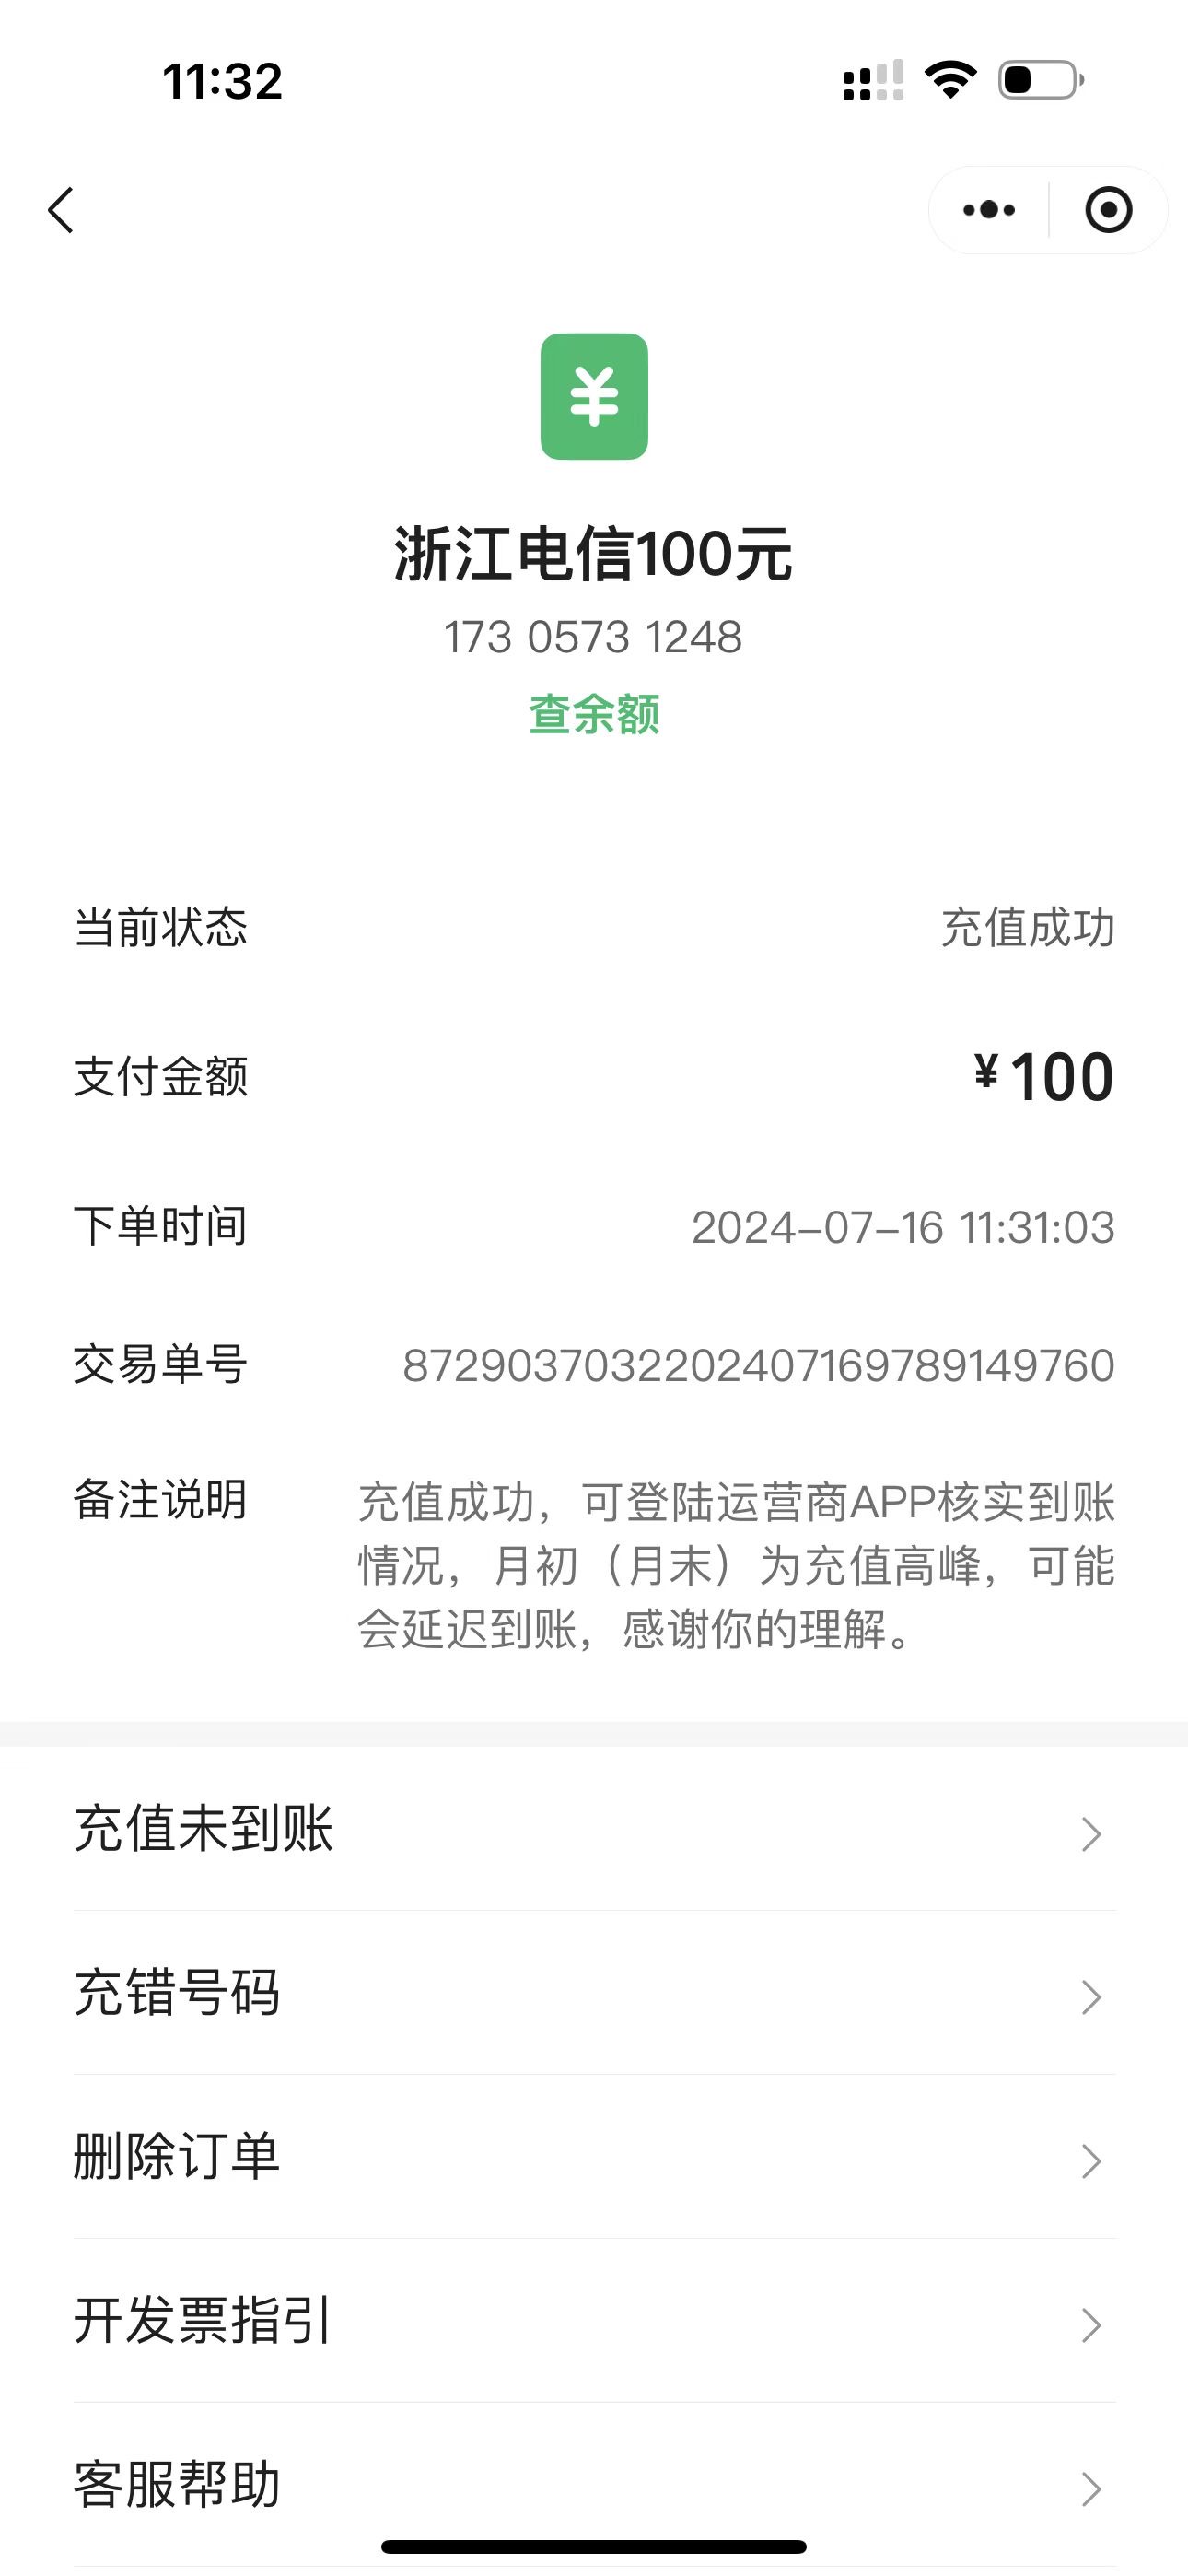 11:32
¥
浙江电信100元
173 0573 1248
查余额
当前状态 充值成功
支付金额 ¥100
下单时间 2024-07-16 11:31:03
交易单号 872903703220240716978914​9760
备注说明 充值成功，可登陆运营商APP核实到账
情况，月初（月末）为充值高峰，可能
会延迟到账，感谢你的理解。
充值未到账
充错号码
删除订单
开发票指引
客服帮助